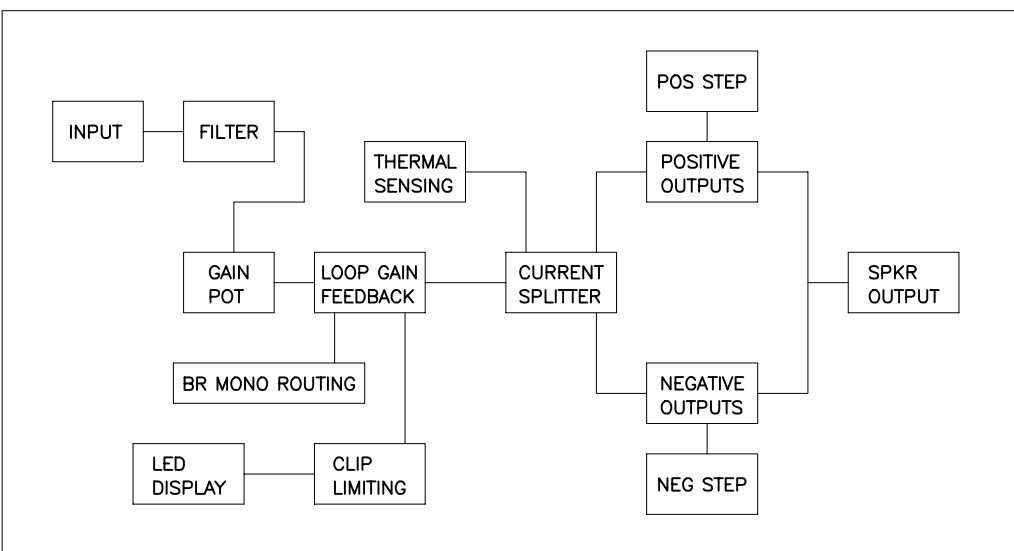 POS STEP
INPUT
FILTER
THERMAL
SENSING
POSITIVE
OUTPUTS
GAIN
POT
LOOP GAIN
FEEDBACK
CURRENT
SPLITTER
SPKR
OUTPUT
BR MONO ROUTING
NEGATIVE
OUTPUTS
LED
DISPLAY
CLIP
LIMITING
NEG STEP